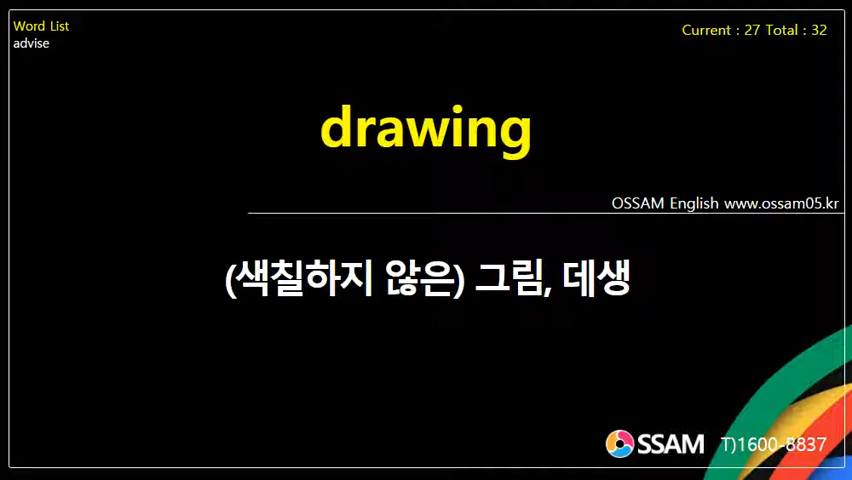 Word List
advise
Current : 27 Total : 32
drawing
OSSAM English www.ossam05.kr
(색칠하지 않은) 그림, 데생
OSSAM T)1600-8837